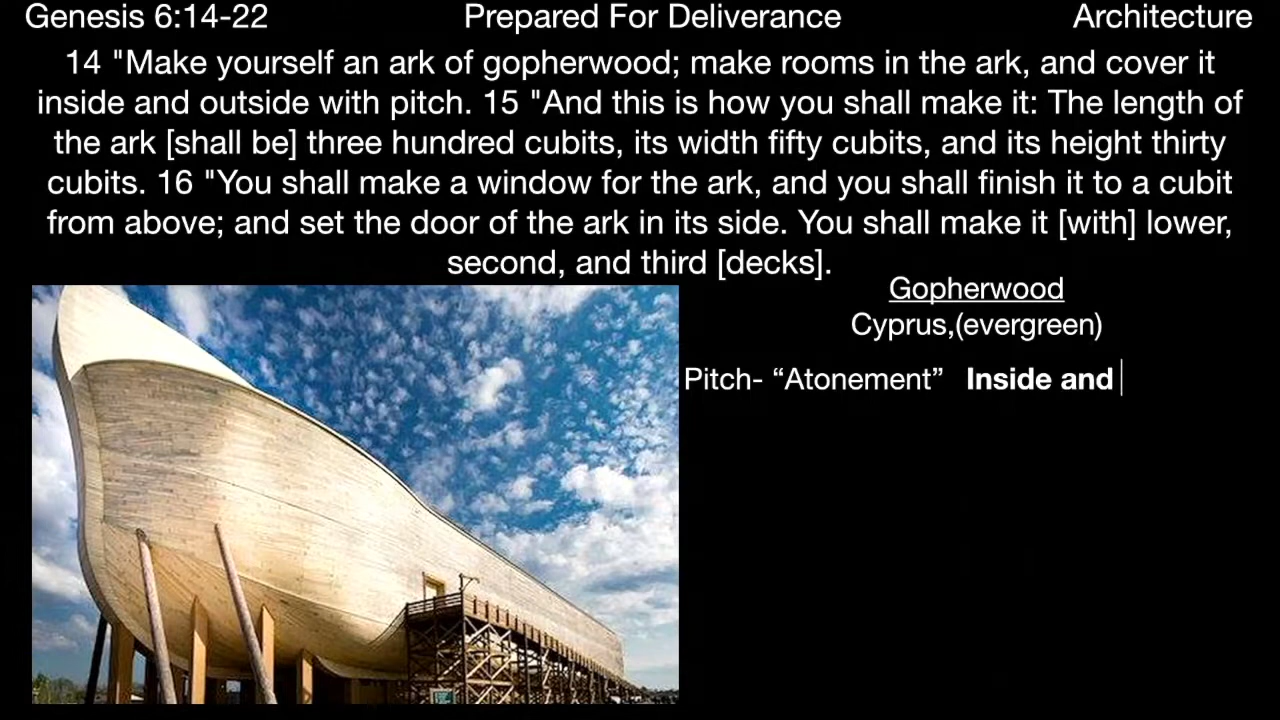 Genesis 6:14-22 Prepared For Deliverance Architecture
14 "Make yourself an ark of gopherwood; make rooms in the ark, and cover it
inside and outside with pitch. 15 "And this is how you shall make it: The length of
the ark [shall be] three hundred cubits, its width fifty cubits, and its height thirty
cubits. 16 "You shall make a window for the ark, and you shall finish it to a cubit
from above; and set the door of the ark in its side. You shall make it [with] lower,
second, and third [decks].
Gopherwood
Cyprus,(evergreen)
Pitch- “Atonement” Inside and